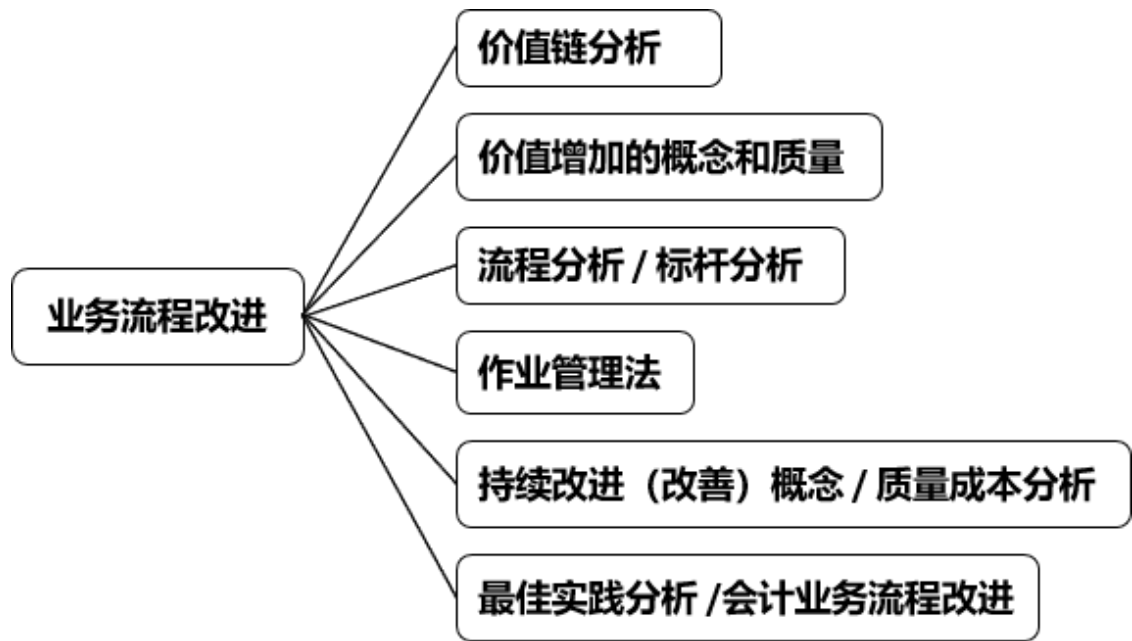 价值链分析
价值增加的概念和质量
流程分析 / 标杆分析
业务流程改进
作业管理法
持续改进（改善）概念 / 质量成本分析
最佳实践分析 /会计业务流程改进